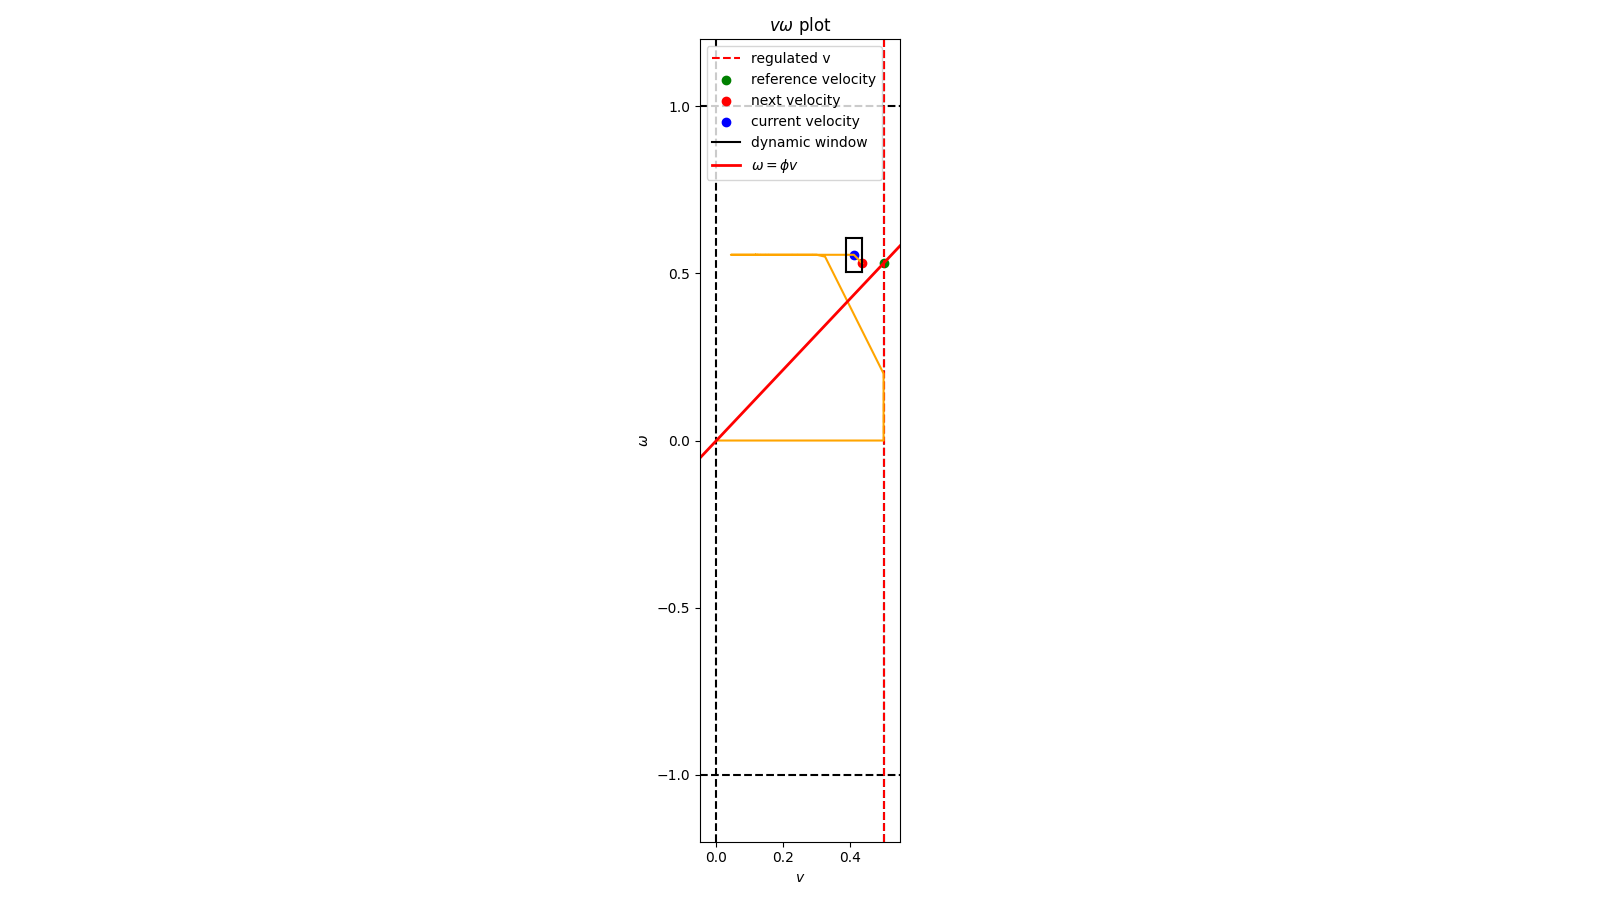 vω plot
regulated v
reference velocity
next velocity
current velocity
dynamic window
ω = ϕv
1.0
0.5
0.0
−0.5
−1.0
ω
0.0 0.2 0.4
v